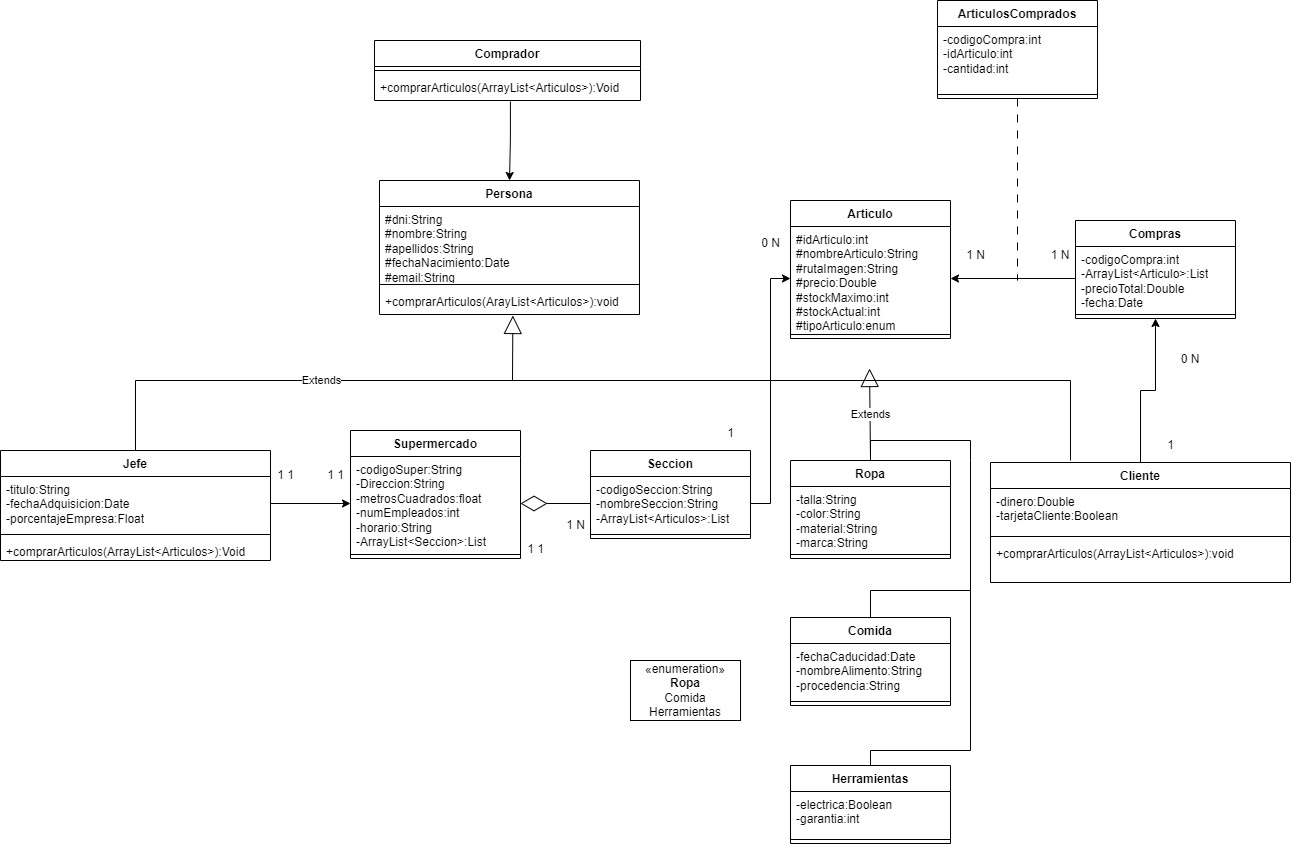 ArticulosComprados
-codigoCompra:int
-idArticulo:int
-cantidad:int
Comprador
+comprarArticulos(ArrayList<Articulos>):Void
Persona
#dni:String
#nombre:String
#apellidos:String
#fechaNacimiento:Date
#email:String
+comprarArticulos(ArayList<Articulos>):void
Articulo
#idArticulo:int
#nombreArticulo:String
#rutaImagen:String
#precio:Double
#stockMaximo:int
#stockActual:int
#tipoArticulo:enum
0 N
1 N
1 N
Compras
-codigoCompra:int
-ArrayList<Articulo>:List
-precioTotal:Double
-fecha:Date
0 N
1
Extends
Extends
Jefe
-titulo:String
-fechaAdquisicion:Date
-porcentajeEmpresa:Float
+comprarArticulos(ArrayList<Articulos>):Void
1 1
1 1
Supermercado
-codigoSuper:String
-Direccion:String
-metrosCuadrados:float
-numEmpleados:int
-horario:String
-ArrayList<Seccion>:List
1 1
1 N
Seccion
-codigoSeccion:String
-nombreSeccion:String
-ArrayList<Articulos>:List
1
Ropa
-talla:String
-color:String
-material:String
-marca:String
Cliente
-dinero:Double
-tarjetaCliente:Boolean
+comprarArticulos(ArrayList<Articulos>):void
Comida
-fechaCaducidad:Date
-nombreAlimento:String
-procedencia:String
«enumeration»
Ropa
Comida
Herramientas
Herramientas
-electrica:Boolean
-garantia:int